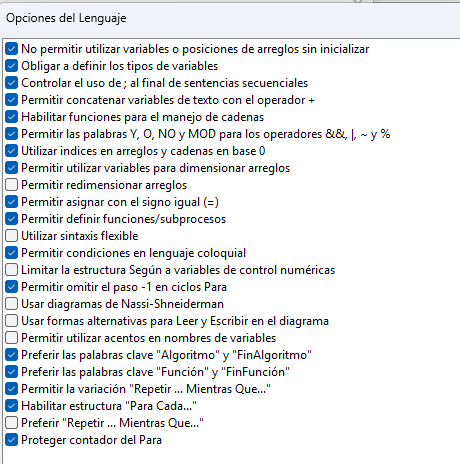 Opciones del Lenguaje
No permitir utilizar variables o posiciones de arreglos sin inicializar
Obligar a definir los tipos de variables
Controlar el uso de ; al final de sentencias secuenciales
Permitir concatenar variables de texto con el operador +
Habilitar funciones para el manejo de cadenas
Permitir las palabras Y, O, NO y MOD para los operadores &&, |, ~ y %
Utilizar indices en arreglos y cadenas en base 0
Permitir utilizar variables para dimensionar arreglos
Permitir redimensionar arreglos
Permitir asignar con el signo igual (=)
Permitir definir funciones/subprocesos
Utilizar sintaxis flexible
Permitir condiciones en lenguaje coloquial
Limitar la estructura Según a variables de control numéricas
Permitir omitir el paso -1 en ciclos Para
Usar diagramas de Nassi-Shneiderman
Usar formas alternativas para Leer y Escribir en el diagrama
Permitir utilizar acentos en nombres de variables
Preferir las palabras clave "Algoritmo" y "FinAlgoritmo"
Preferir las palabras clave "Función" y "FinFunción"
Permitir la variación "Repetir ... Mientras Que..."
Habilitar estructura "Para Cada..."
Preferir "Repetir ... Mientras Que..."
Proteger contador del Para